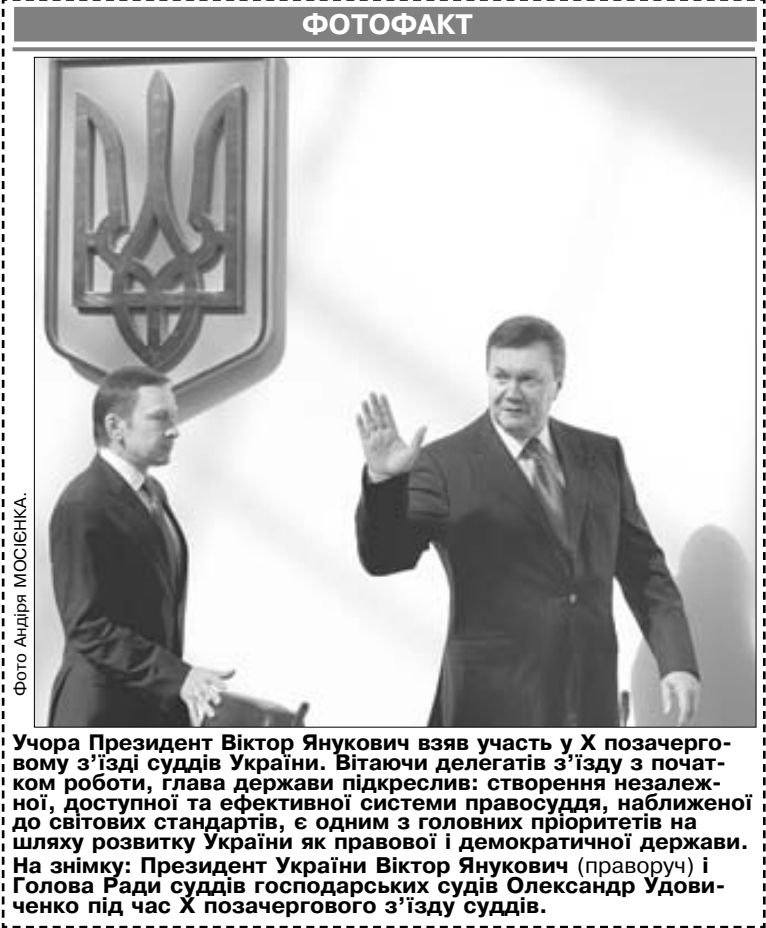 ФОТОФАКТ
Фото Андрія МОСІЄНКА.
Учора Президент Віктор Янукович взяв участь у X позачерго-
вому з’їзді суддів України. Вітаючи делегатів з’їзду з почат-
ком роботи, глава держави підкреслив: створення незалеж-
ної, доступної та ефективної системи правосуддя, наближеної
до світових стандартів, є одним з головних пріоритетів на
шляху розвитку України як правової і демократичної держави.
На знімку: Президент України Віктор Янукович (праворуч) і
Голова Ради суддів господарських судів Олександр Удови-
ченко під час X позачергового з’їзду суддів.